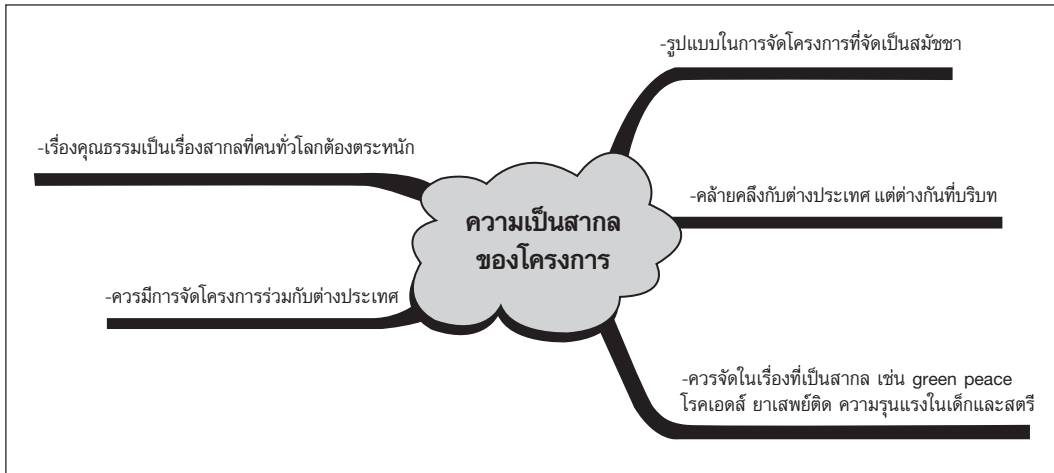 -รูปแบบในการจัดโครงการที่จัดเป็นสมัชชา
-เรื่องคุณธรรมเป็นเรื่องสากลที่คนทั่วโลกต้องตระหนัก
-คล้ายคลึงกับต่างประเทศ แต่ต่างกันที่บริบท
ความเป็นสากล
ของโครงการ
-ควรมีการจัดโครงการร่วมกับต่างประเทศ
-ควรจัดในเรื่องที่เป็นสากล เช่น green peace
โรคเอดส์ ยาเสพย์ติด ความรุนแรงในเด็กและสตรี